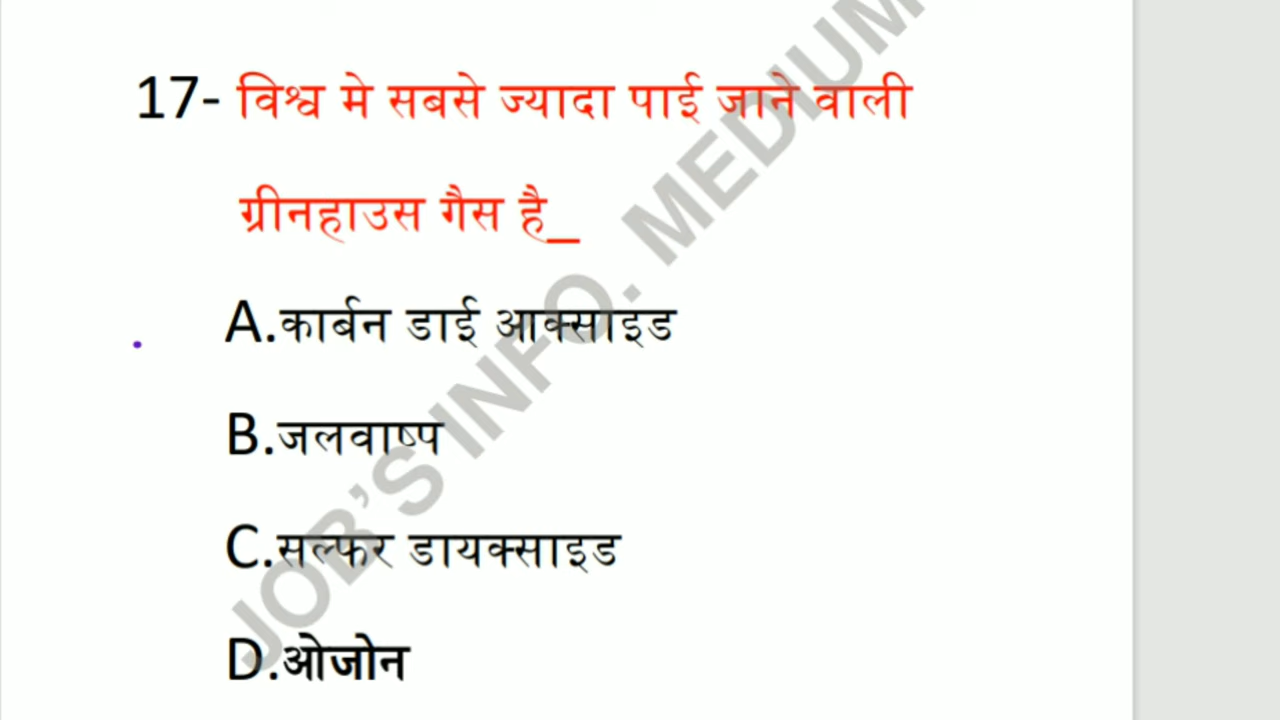 17- विश्व मे सबसे ज्यादा पाई जाने वाली
ग्रीनहाउस गैस है_
A.कार्बन डाई आक्साइड
B.जलवाष्प
C.सल्फर डायक्साइड
D.ओजोन
JOB'S INFO. MEDIUM